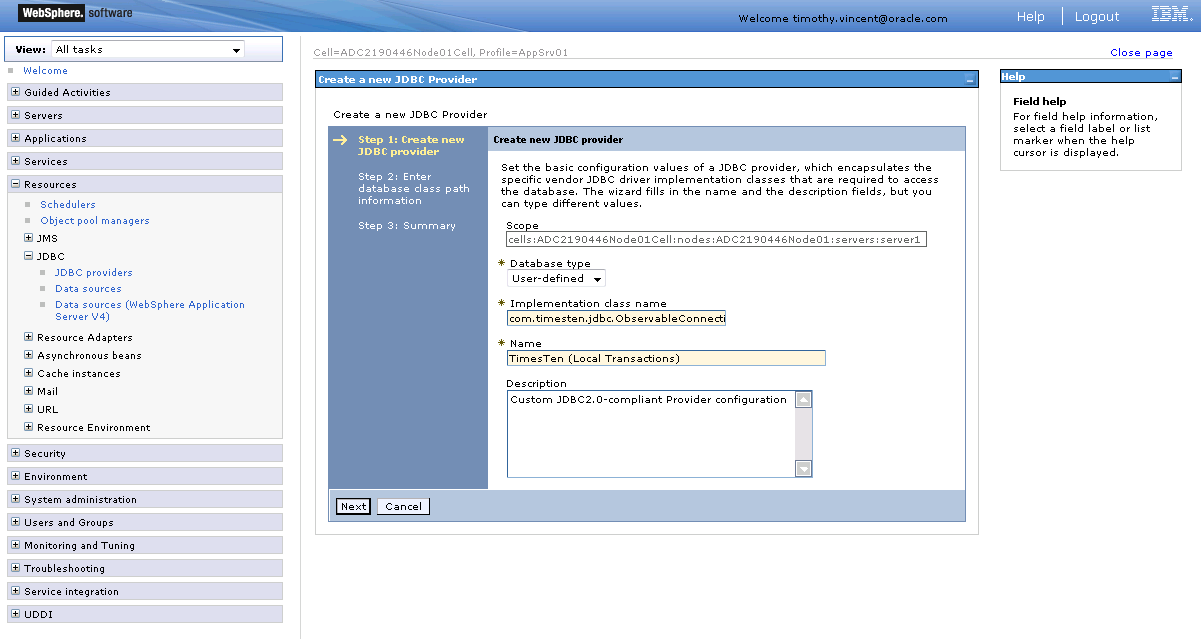 WebSphere. software
Welcome timothy.vincent@oracle.com
Help
Logout
IBM.
View: All tasks
Welcome
Guided Activities
Servers
Applications
Services
Resources
Schedulers
Object pool managers
JMS
JDBC
JDBC providers
Data sources
Data sources (WebSphere Application
Server V4)
Resource Adapters
Asynchronous beans
Cache instances
Mail
URL
Resource Environment
Security
Environment
System administration
Users and Groups
Monitoring and Tuning
Troubleshooting
Service integration
UDDI
Cell=ADC2190446Node01Cell, Profile=AppSrv01
Close page
Create a new JDBC Provider
Create a new JDBC Provider
Step 1: Create new
JDBC provider
Step 2: Enter
database class path
information
Step 3: Summary
Create new JDBC provider
Set the basic configuration values of a JDBC provider, which encapsulates the
specific vendor JDBC driver implementation classes that are required to access
the database. The wizard fills in the name and the description fields, but you
can type different values.
Scope
cells:ADC2190446Node01Cell:nodes:ADC2190446Node01:servers:server1
* Database type
User-defined
* Implementation class name
com.timesten.jdbc.ObservableConnecti
* Name
TimesTen (Local Transactions)
Description
Custom JDBC2.0-compliant Provider configuration
Next
Cancel
Help
Field help
For field help information,
select a field label or list
marker when the help
cursor is displayed.